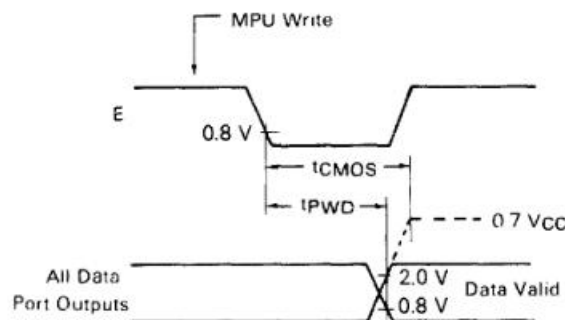 MPU Write
E
0.8 V
tCMOS
tPWD
0.7 VCC
All Data
Port Outputs
2.0 V
0.8 V
Data Valid